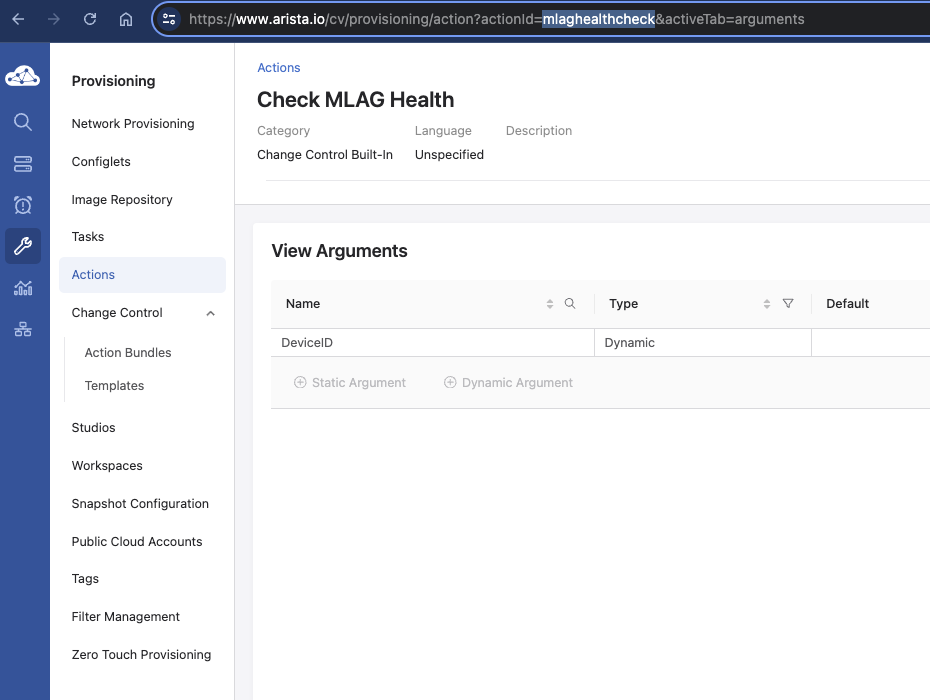 https://www.arista.io/cv/provisioning/action?actionId=mlaghealthcheck&activeTab=arguments
Provisioning
Network Provisioning
Configlets
Image Repository
Tasks
Actions
Change Control
Action Bundles
Templates
Studios
Workspaces
Snapshot Configuration
Public Cloud Accounts
Tags
Filter Management
Zero Touch Provisioning
Actions
Check MLAG Health
Category Language Description
Change Control Built-In Unspecified
View Arguments
Name Type Default
DeviceID Dynamic
Static Argument Dynamic Argument